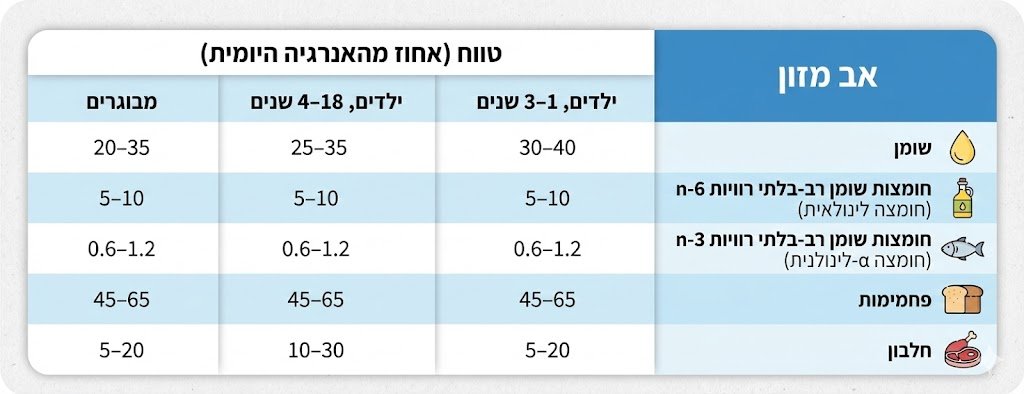 אב מזון
טווח (אחוז מהאנרגיה היומית)
ילדים, 1–3 שנים
ילדים, 4–18 שנים
מבוגרים
שומן
30–40
25–35
20–35
חומצות שומן רב-בלתי רוויות n-6
(חומצה לינולאית)
5–10
5–10
5–10
חומצות שומן רב-בלתי רוויות n-3
(חומצה α-לינולנית)
0.6–1.2
0.6–1.2
0.6–1.2
פחמימות
45–65
45–65
45–65
חלבון
5–20
10–30
5–20